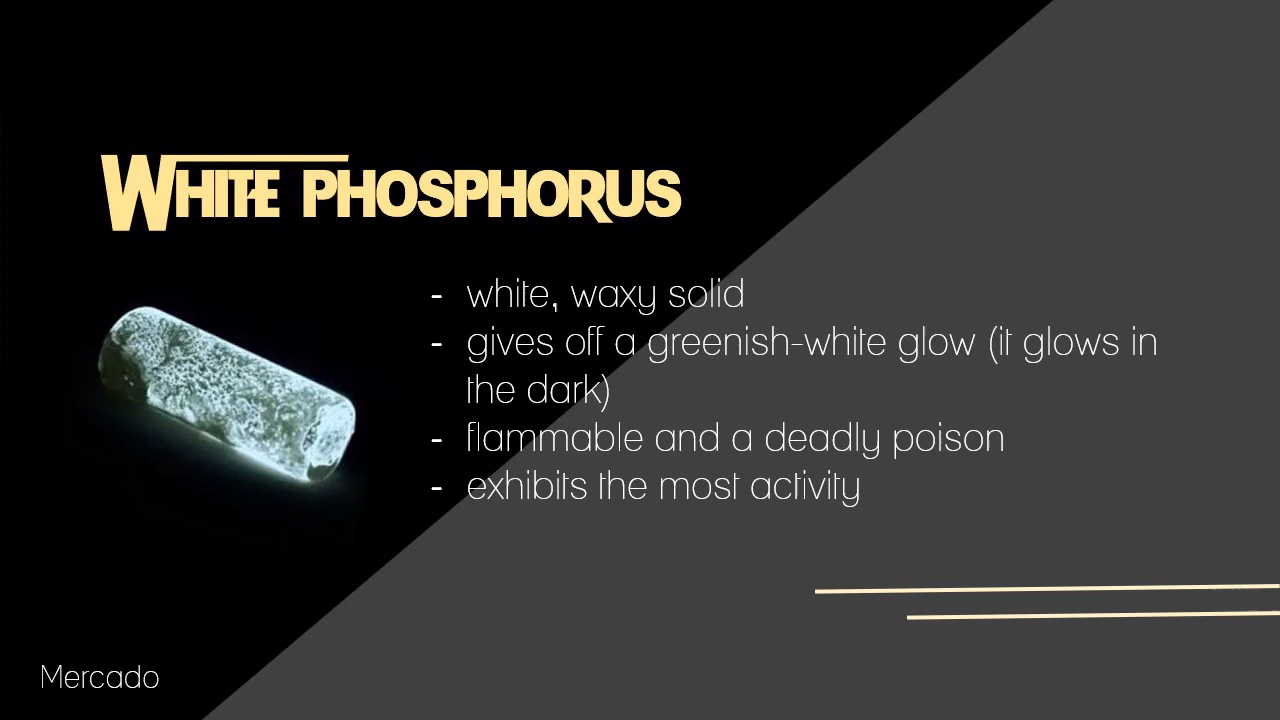 WHITE PHOSPHORUS
- white, waxy solid
- gives off a greenish-white glow (it glows in
the dark)
- flammable and a deadly poison
- exhibits the most activity
Mercado